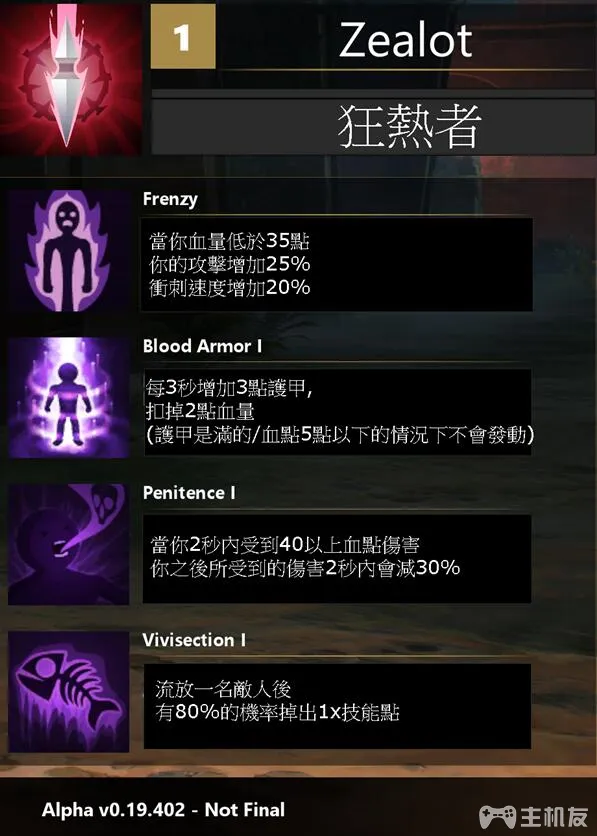 1
Zealot
狂熱者
Frenzy
當你血量低於35點
你的攻擊增加25%
衝刺速度增加20%
Blood Armor I
每3秒增加3點護甲,
扣掉2點血量
(護甲是滿的/血點5點以下的情況下不會發動)
Penitence I
當你2秒內受到40以上血點傷害
你之後所受到的傷害2秒內會減30%
Vivisection I
流放一名敵人後
有80%的機率掉出1x技能點
Alpha v0.19.402 - Not Final
主机友